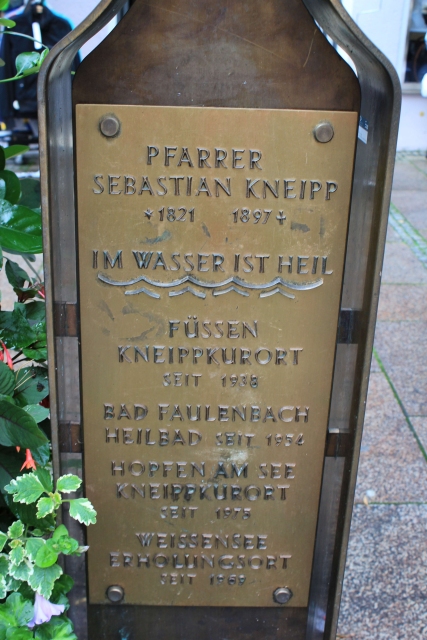 PFARRER
SEBASTIAN KNEIPP
*1821 1897+
IM WASSER IST HEIL
FÜSSEN
KNEIPPKURORT
SEIT 1938
BAD FAULENBACH
HEILBAD SEIT 1954
HOPFEN AM SEE
KNEIPPKURORT
SEIT 1975
WEISSENSEE
ERHOLUNGSORT
SEIT 1969